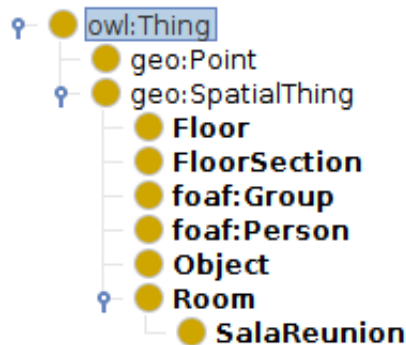 owl:Thing
geo:Point
geo:SpatialThing
Floor
FloorSection
foaf:Group
foaf:Person
Object
Room
SalaReunion